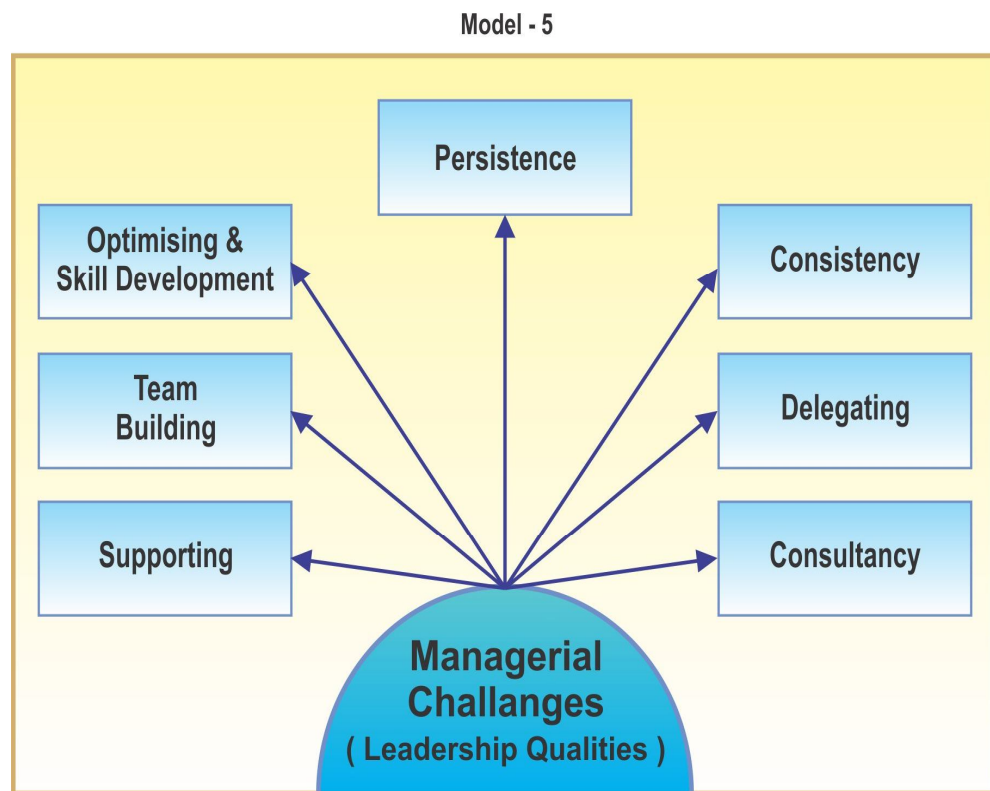 Model - 5
Persistence
Optimising &
Skill Development
Consistency
Team
Building
Delegating
Supporting
Consultancy
Managerial
Challanges
( Leadership Qualities )